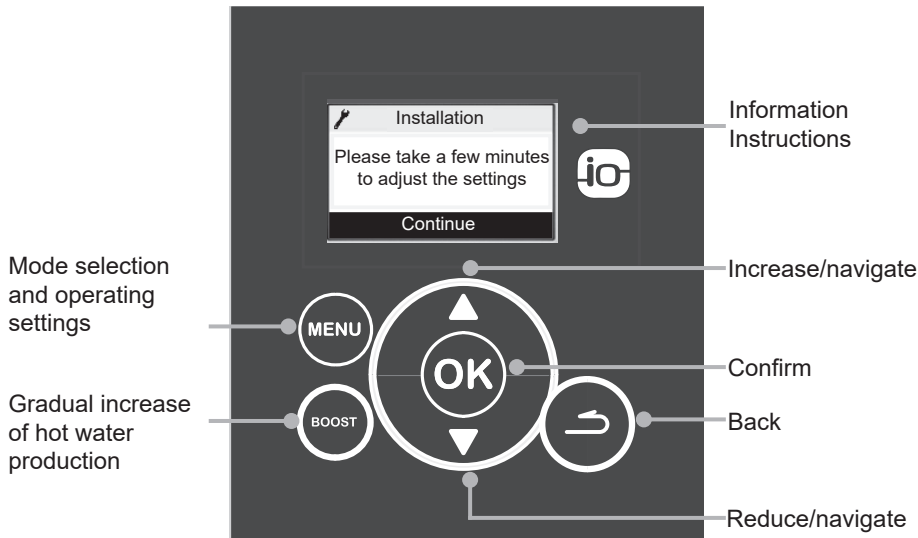 Installation
Please take a few minutes
to adjust the settings
Continue
io
Information
Instructions
Mode selection
and operating
settings
MENU
Increase/navigate
OK
Confirm
Gradual increase
of hot water
production
BOOST
Back
Reduce/navigate